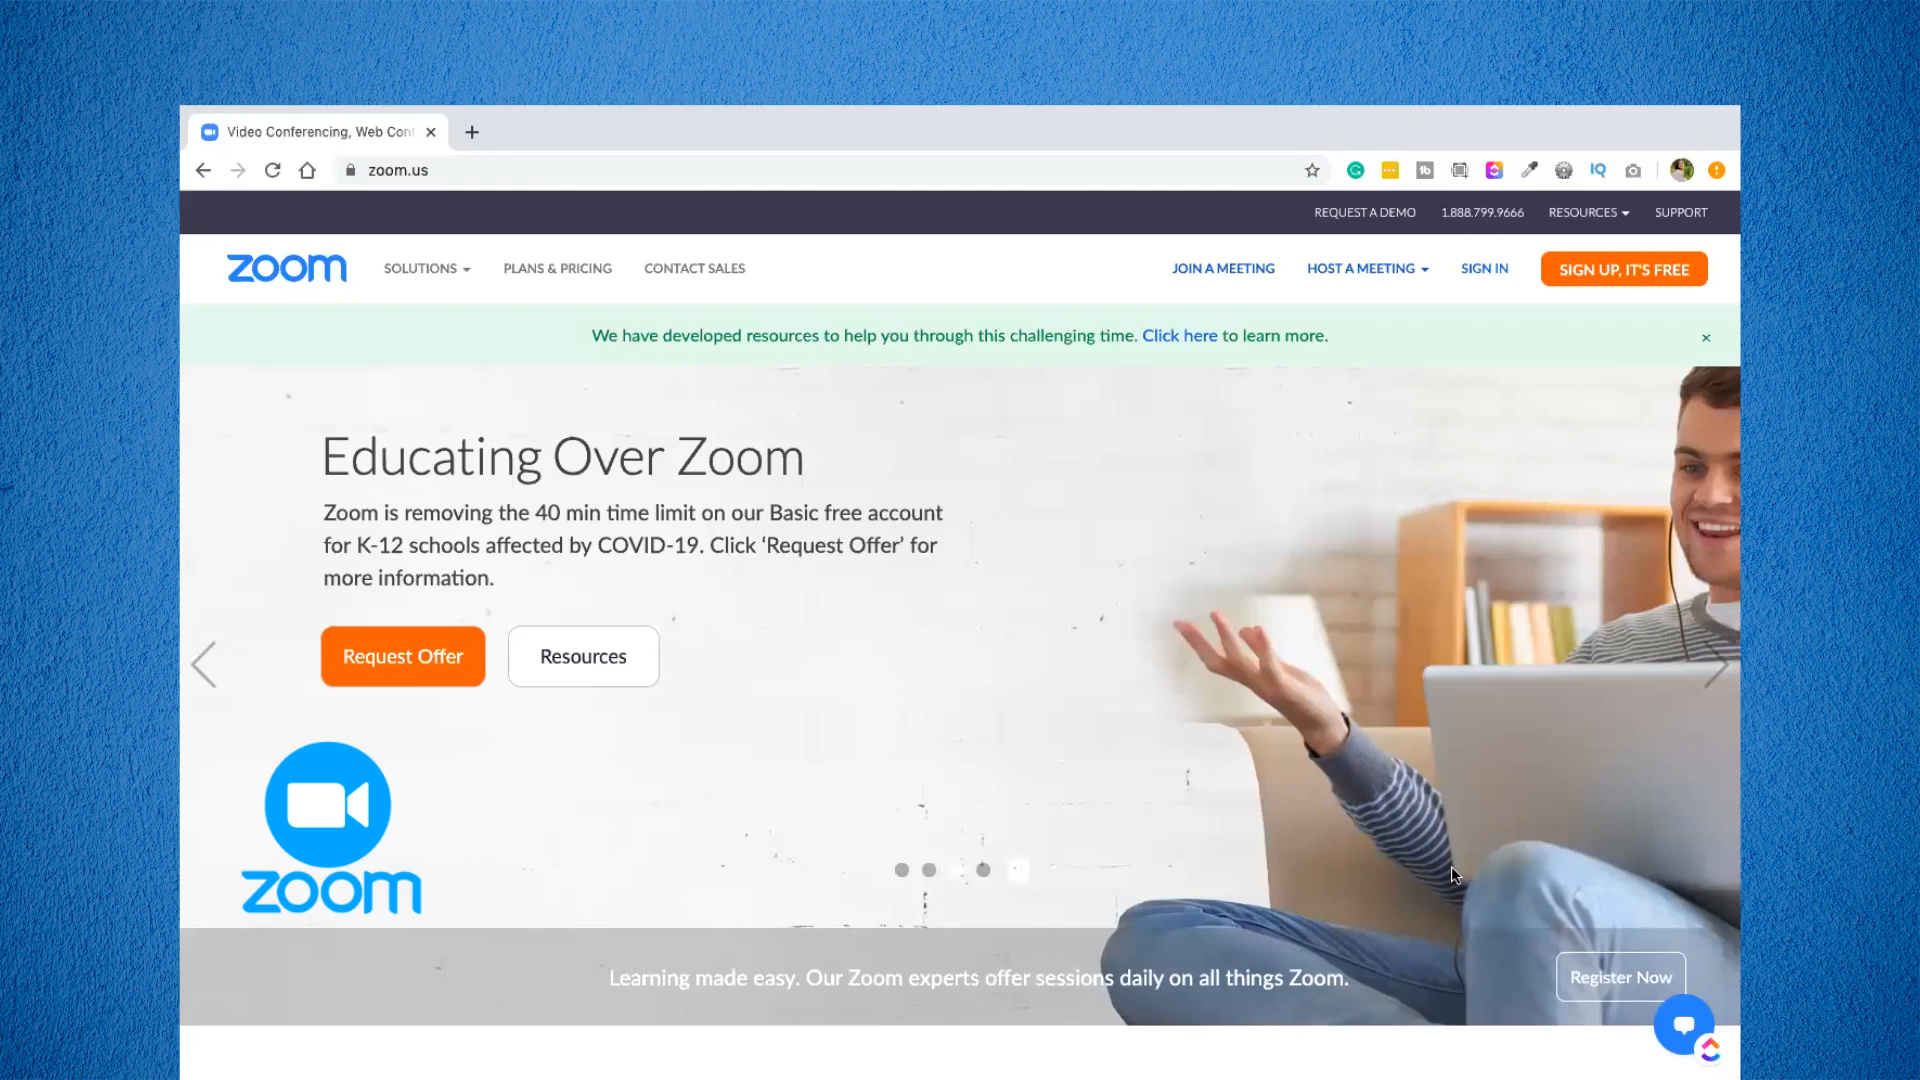 Video Conferencing, Web Con
zoom.us
REQUEST A DEMO 1.888.799.9666 RESOURCES SUPPORT
zoom SOLUTIONS PLANS & PRICING CONTACT SALES JOIN A MEETING HOST A MEETING SIGN IN SIGN UP, IT'S FREE
We have developed resources to help you through this challenging time. Click here to learn more.
Educating Over Zoom
Zoom is removing the 40 min time limit on our Basic free account
for K-12 schools affected by COVID-19. Click ‘Request Offer’ for
more information.
Request Offer Resources
zoom
Learning made easy. Our Zoom experts offer sessions daily on all things Zoom. Register Now